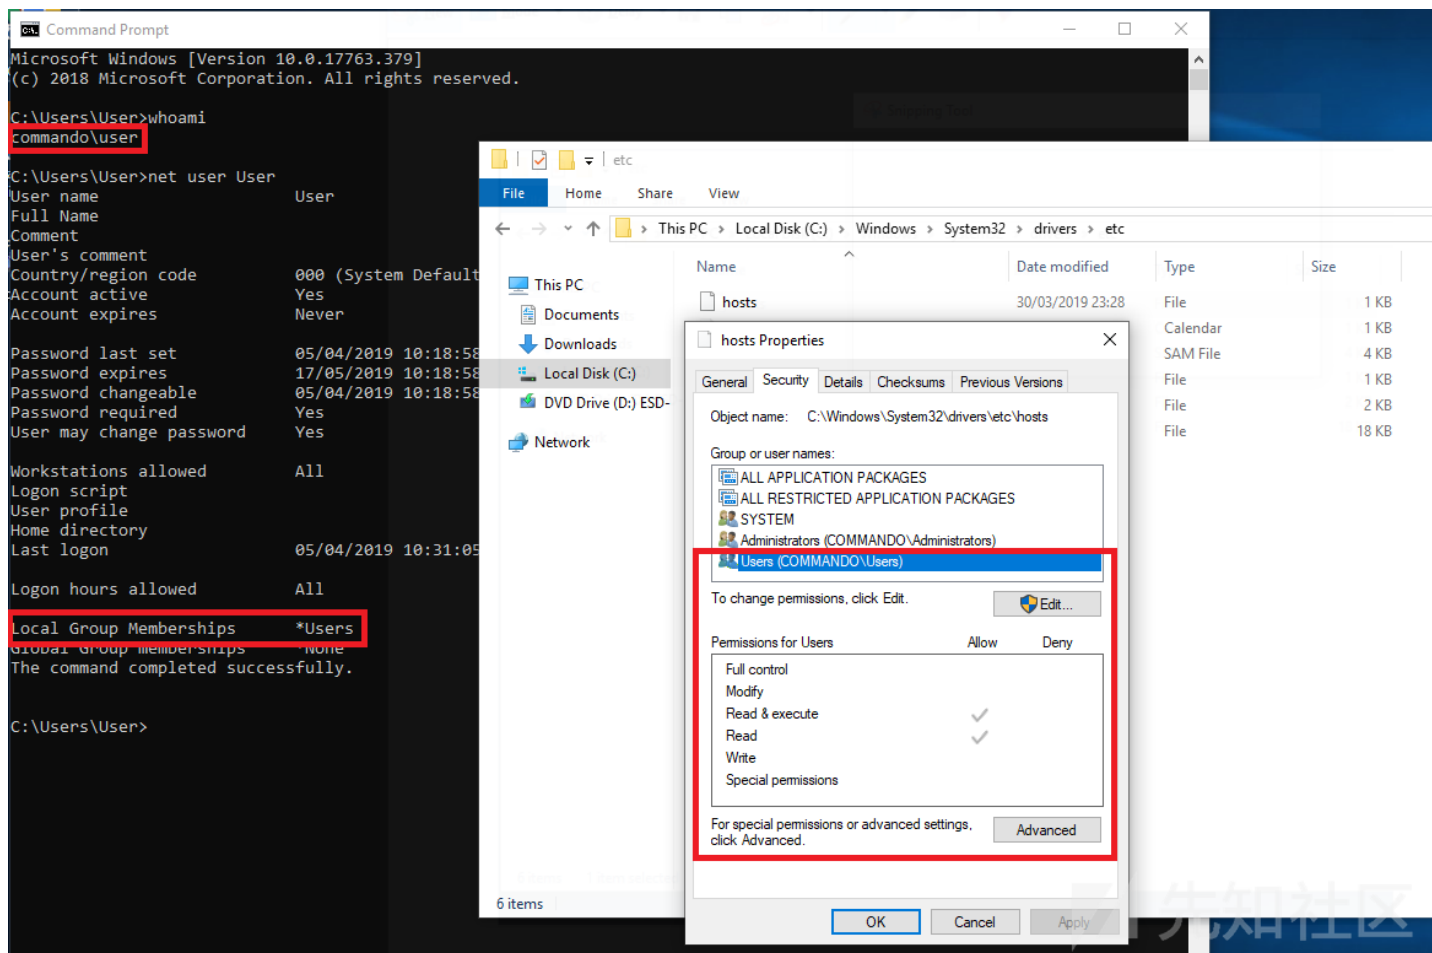 Command Prompt
Microsoft Windows [Version 10.0.17763.379]
(c) 2018 Microsoft Corporation. All rights reserved.
C:\Users\User>whoami
commando\user
C:\Users\User>net user User
User name User
Full Name
Comment
User's comment
Country/region code 000 (System Default
Account active Yes
Account expires Never
Password last set 05/04/2019 10:18:58
Password expires 17/05/2019 10:18:58
Password changeable 05/04/2019 10:18:58
Password required Yes
User may change password Yes
Workstations allowed All
Logon script
User profile
Home directory
Last logon 05/04/2019 10:31:05
Logon hours allowed All
Local Group Memberships *Users
Global Group memberships *None
The command completed successfully.
C:\Users\User>
etc
File Home Share View
This PC > Local Disk (C:) > Windows > System32 > drivers > etc
Name Date modified Type Size
This PC
Documents
Downloads
Local Disk (C:)
DVD Drive (D:) ESD-
Network
hosts 30/03/2019 23:28 File 1 KB
Calendar 1 KB
SAM File 4 KB
File 1 KB
File 2 KB
File 18 KB
6 items
hosts Properties
General Security Details Checksums Previous Versions
Object name: C:\Windows\System32\drivers\etc\hosts
Group or user names:
ALL APPLICATION PACKAGES
ALL RESTRICTED APPLICATION PACKAGES
SYSTEM
Administrators (COMMANDO\Administrators)
Users (COMMANDO\Users)
To change permissions, click Edit.
Edit...
Permissions for Users Allow Deny
Full control
Modify
Read & execute
Read
Write
Special permissions
For special permissions or advanced settings,
click Advanced.
Advanced
OK Cancel Apply
先知社区